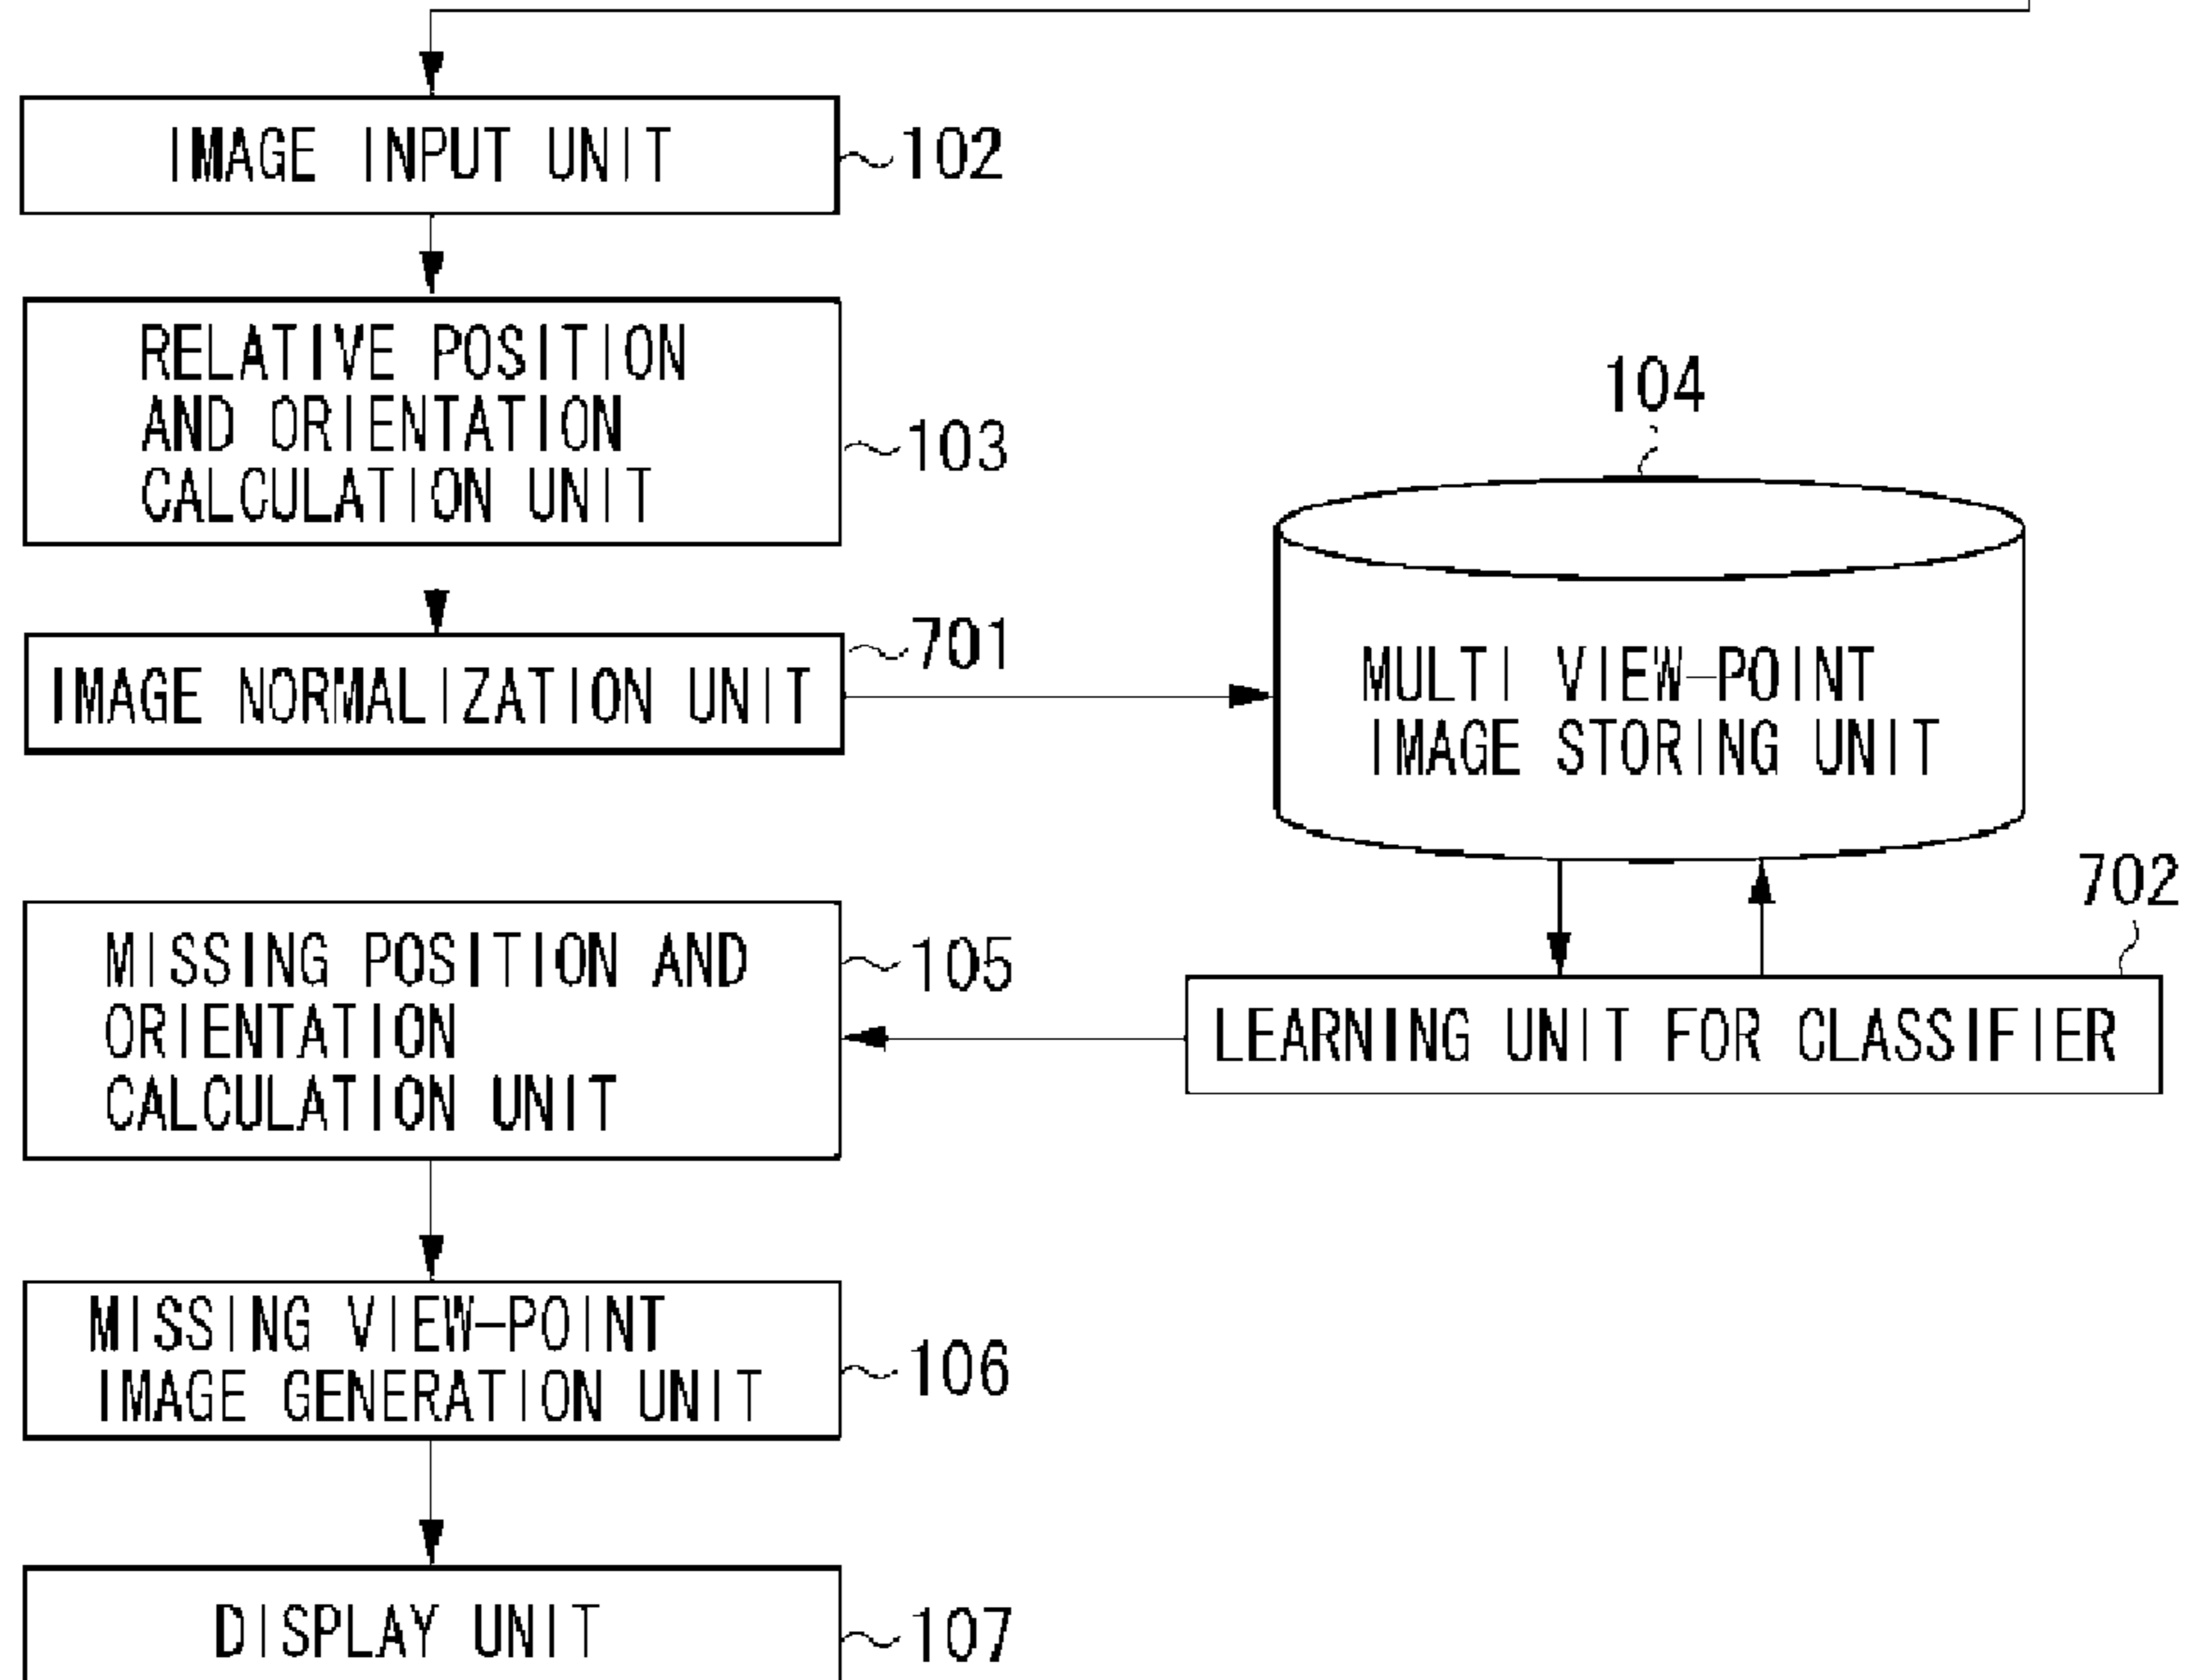 IMAGE INPUT UNIT
102
RELATIVE POSITION
AND ORIENTATION
CALCULATION UNIT
103
104
IMAGE NORMALIZATION UNIT
701
MULTI VIEW-POINT
IMAGE STORING UNIT
702
MISSING POSITION AND
ORIENTATION
CALCULATION UNIT
105
LEARNING UNIT FOR CLASSIFIER
MISSING VIEW-POINT
IMAGE GENERATION UNIT
106
DISPLAY UNIT
107